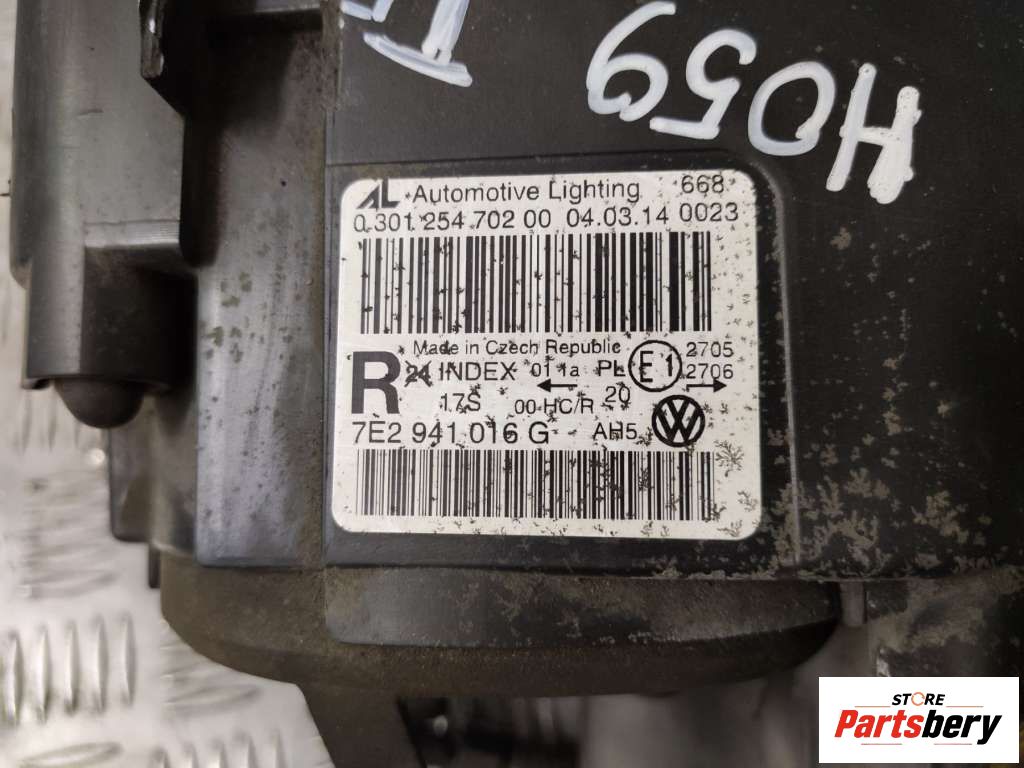 H059
AL Automotive Lighting 668
0 301 254 702 00 04.03.14 0023
Made in Czech Republic
R 24 INDEX 01 1a PL E1 2705
2706
17S 00 HC/R 20
7E2 941 016 G AH5 VW
STORE
Partsbery